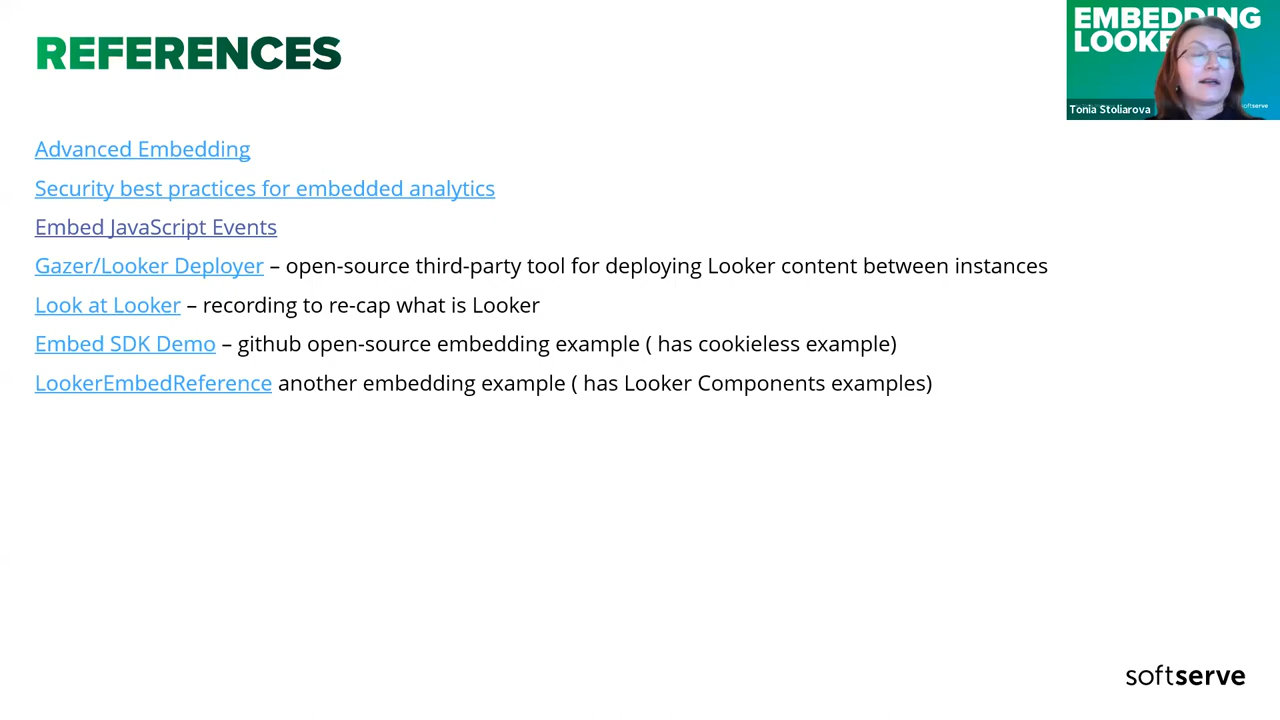 REFERENCES
EMBEDDING
LOOKE
Tonia Stoliarova
softserve
Advanced Embedding
Security best practices for embedded analytics
Embed JavaScript Events
Gazer/Looker Deployer – open-source third-party tool for deploying Looker content between instances
Look at Looker – recording to re-cap what is Looker
Embed SDK Demo – github open-source embedding example ( has cookieless example)
LookerEmbedReference another embedding example ( has Looker Components examples)
softserve